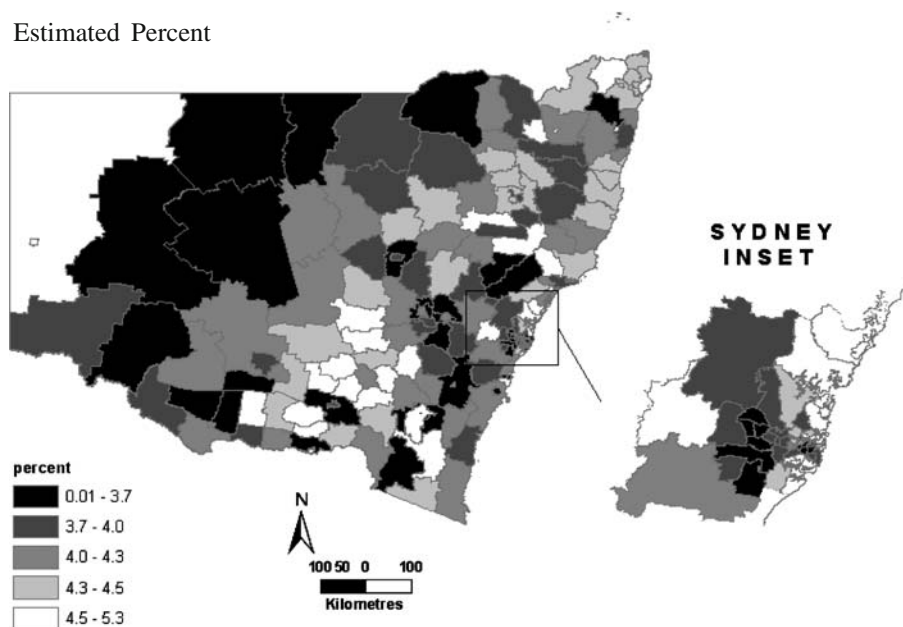 Estimated Percent
SYDNEY
INSET
percent
0.01 - 3.7
3.7 - 4.0
4.0 - 4.3
4.3 - 4.5
4.5 - 5.3
N
100 50 0 100
Kilometres